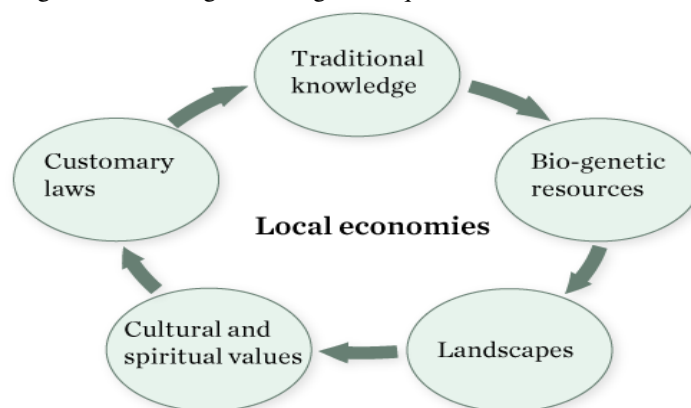 Traditional
knowledge
Bio-genetic
resources
Customary
laws
Local economies
Cultural and
spiritual values
Landscapes